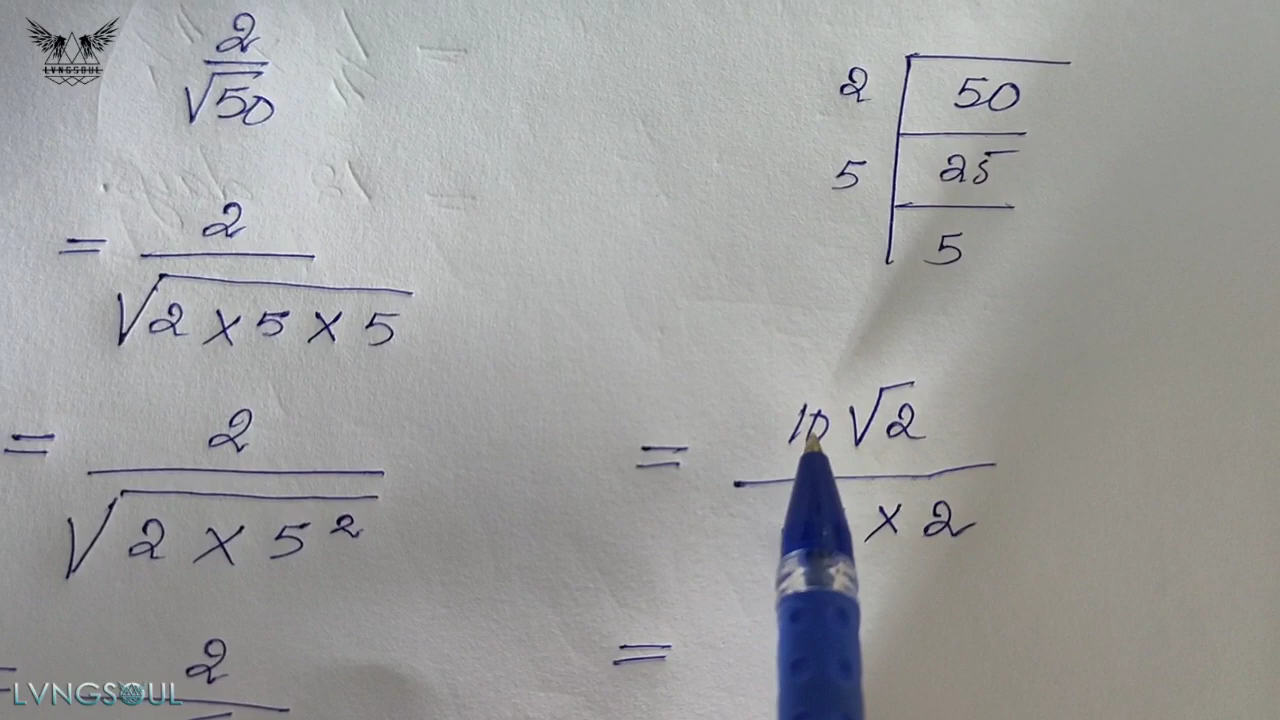 LVNGSOUL
2
√50
= 2
√2 × 5 × 5
= 2
√2 × 5²
2
2 50
5 25
5
= 10 √2
× 2
=
LVNGSOUL